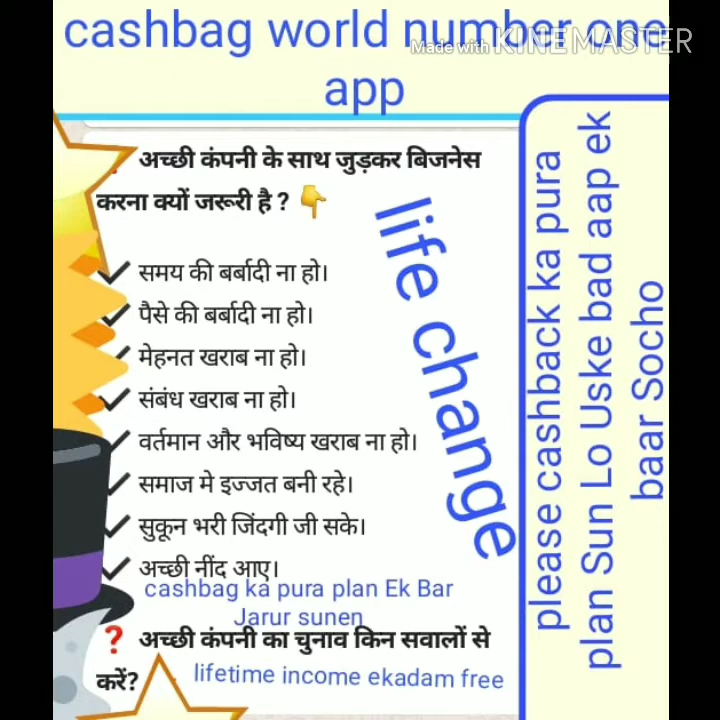 cashbag world number one
app
Made with KINEMASTER
अच्छी कंपनी के साथ जुड़कर बिजनेस
करना क्यों जरूरी है ? 👇
✔ समय की बर्बादी ना हो।
✔ पैसे की बर्बादी ना हो।
✔ मेहनत खराब ना हो।
✔ संबंध खराब ना हो।
✔ वर्तमान और भविष्य खराब ना हो।
✔ समाज मे इज्जत बनी रहे।
✔ सुकून भरी जिंदगी जी सके।
✔ अच्छी नींद आए।
cashbag ka pura plan Ek Bar
Jarur sunen
❓ अच्छी कंपनी का चुनाव किन सवालों से
करें?
lifetime income ekadam free
life change
please cashback ka pura
plan Sun Lo Uske bad aap ek
baar Socho